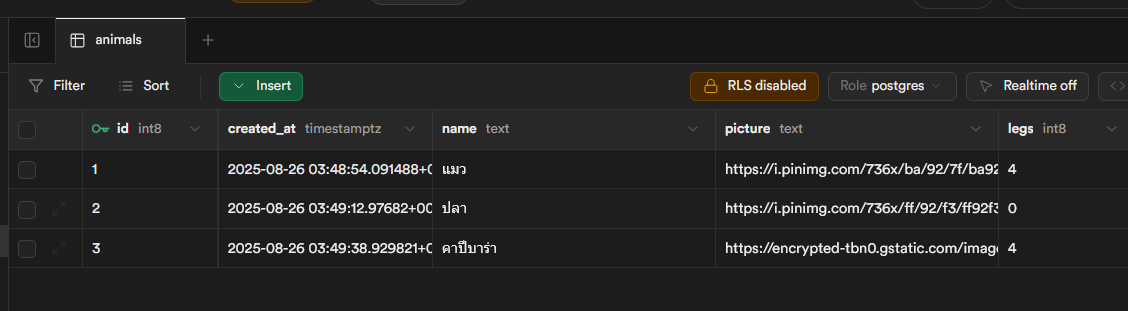 animals
Filter Sort Insert RLS disabled Role postgres Realtime off
id int8 created_at timestamptz name text picture text legs int8
1 2025-08-26 03:48:54.091488+0 แมว https://i.pinimg.com/736x/ba/92/7f/ba92 4
2 2025-08-26 03:49:12.97682+00 ปลา https://i.pinimg.com/736x/ff/92/f3/ff92f3 0
3 2025-08-26 03:49:38.929821+0 คาปิบาร่า https://encrypted-tbn0.gstatic.com/image 4